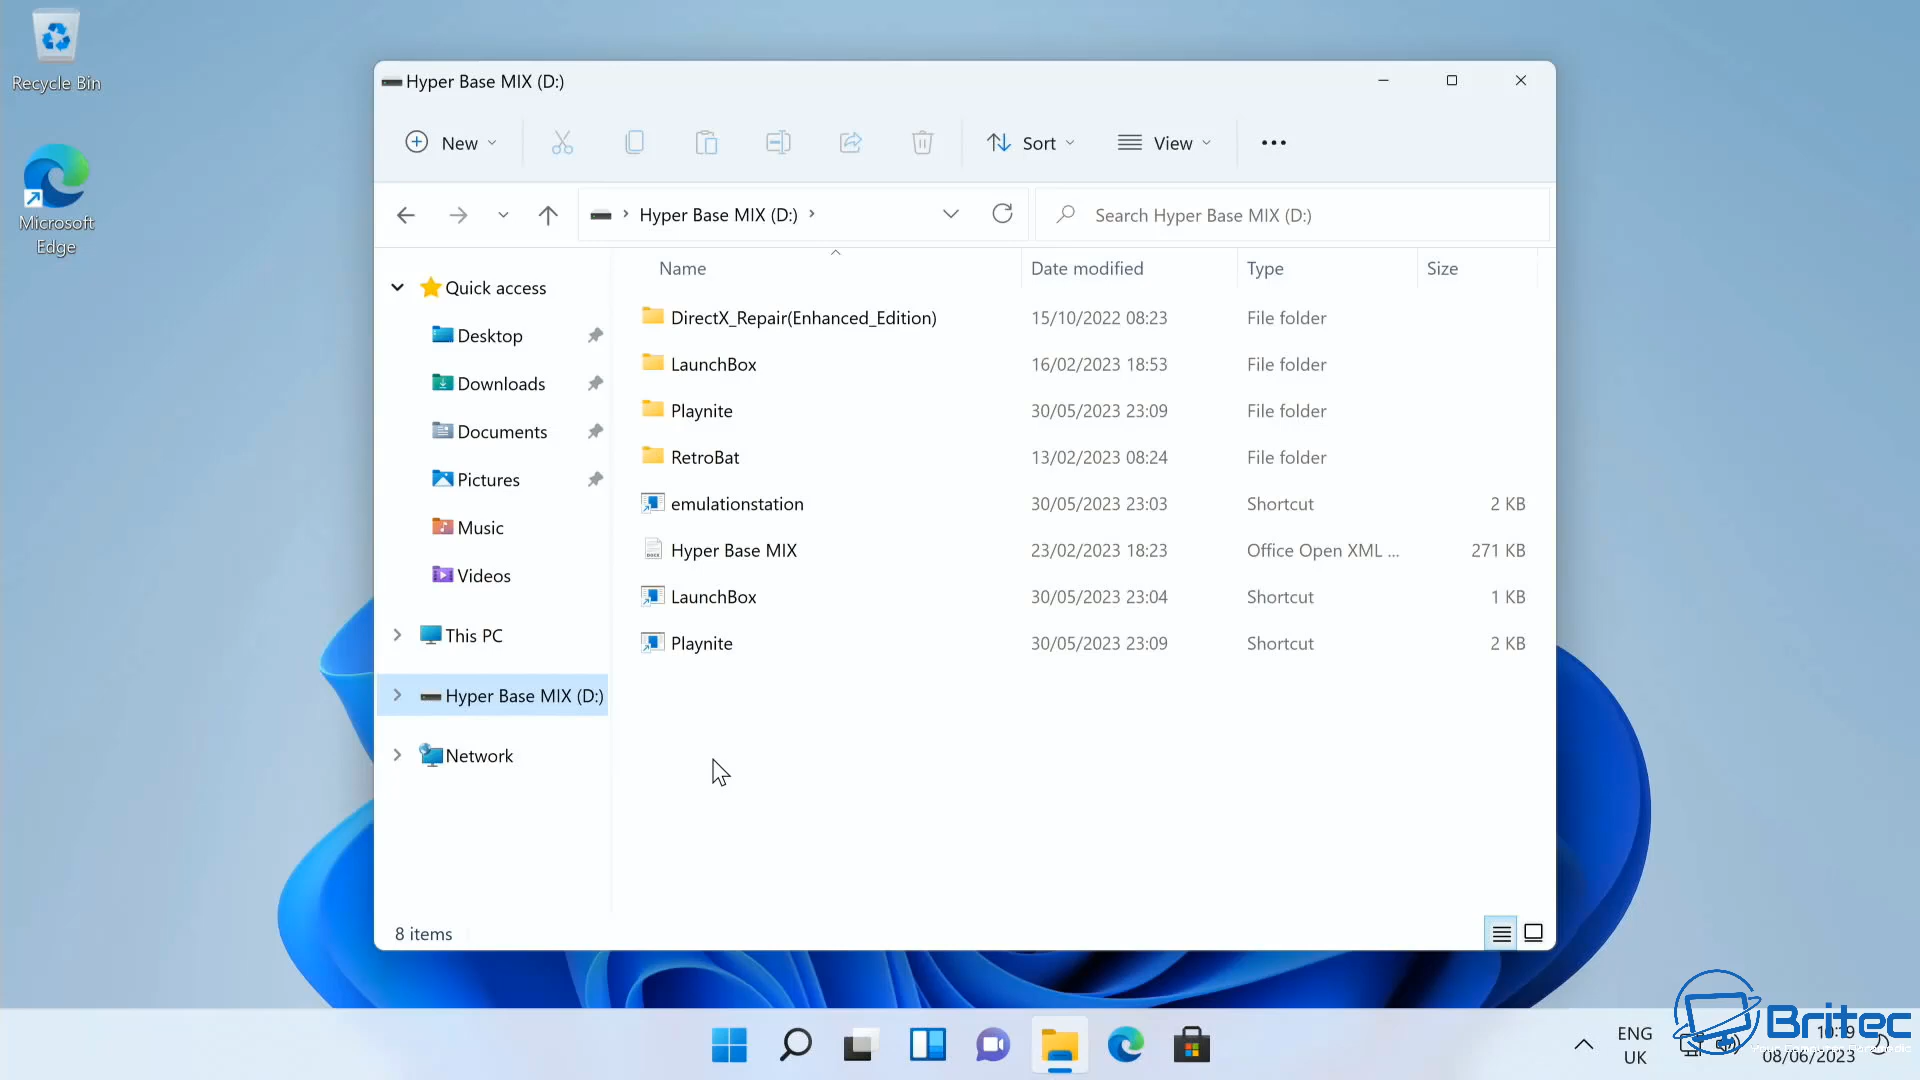 Recycle Bin
Microsoft
Edge
Hyper Base MIX (D:)
New
Sort
View
Hyper Base MIX (D:)
Search Hyper Base MIX (D:)
Name
Date modified
Type
Size
Quick access
Desktop
Downloads
Documents
Pictures
Music
Videos
This PC
Hyper Base MIX (D:)
Network
DirectX_Repair(Enhanced_Edition) 15/10/2022 08:23 File folder
LaunchBox 16/02/2023 18:53 File folder
Playnite 30/05/2023 23:09 File folder
RetroBat 13/02/2023 08:24 File folder
emulationstation 30/05/2023 23:03 Shortcut 2 KB
Hyper Base MIX 23/02/2023 18:23 Office Open XML ... 271 KB
LaunchBox 30/05/2023 23:04 Shortcut 1 KB
Playnite 30/05/2023 23:09 Shortcut 2 KB
8 items
ENG
UK
Britec
10:19
08/06/2023